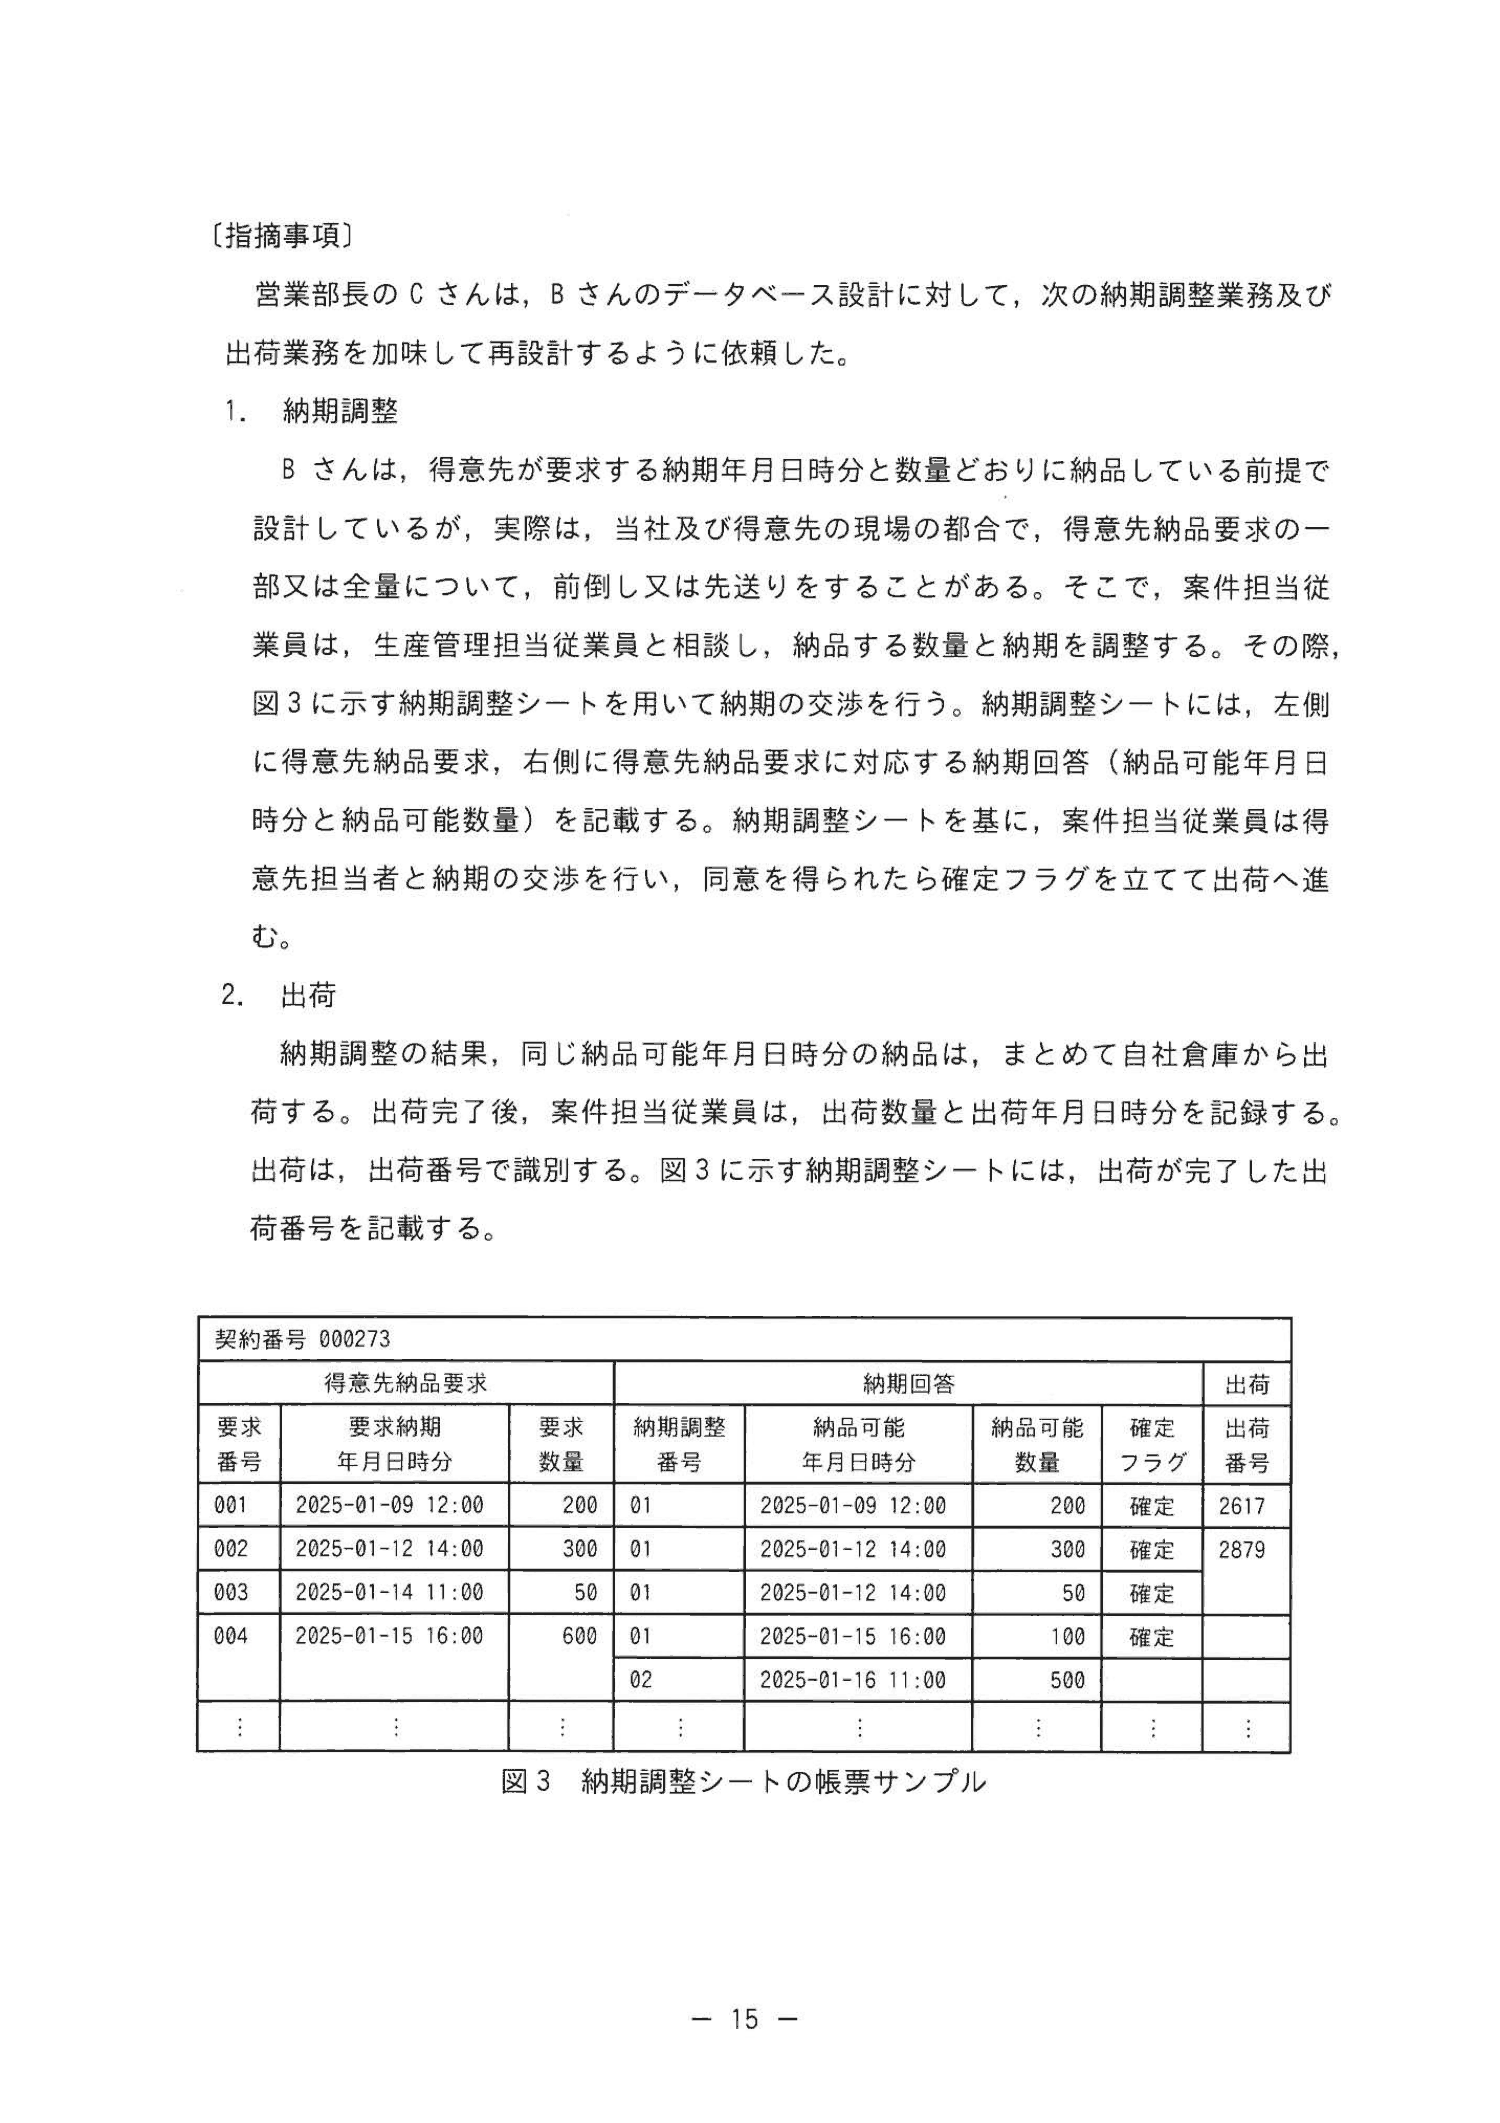 〔指摘事項〕
営業部長の C さんは，B さんのデータベース設計に対して，次の納期調整業務及び
出荷業務を加味して再設計するように依頼した。
1． 納期調整
B さんは，得意先が要求する納期年月日時分と数量どおりに納品している前提で
設計しているが，実際は，当社及び得意先の現場の都合で，得意先納品要求の一
部又は全量について，前倒し又は先送りをすることがある。そこで，案件担当従
業員は，生産管理担当従業員と相談し，納品する数量と納期を調整する。その際，
図 3 に示す納期調整シートを用いて納期の交渉を行う。納期調整シートには，左側
に得意先納品要求，右側に得意先納品要求に対応する納期回答（納品可能年月日
時分と納品可能数量）を記載する。納期調整シートを基に，案件担当従業員は得
意先担当者と納期の交渉を行い，同意を得られたら確定フラグを立てて出荷へ進
む。
2． 出荷
納期調整の結果，同じ納品可能年月日時分の納品は，まとめて自社倉庫から出
荷する。出荷完了後，案件担当従業員は，出荷数量と出荷年月日時分を記録する。
出荷は，出荷番号で識別する。図 3 に示す納期調整シートには，出荷が完了した出
荷番号を記載する。
契約番号 000273
得意先納品要求 納期回答 出荷
要求 要求納期 要求 納期調整 納品可能 納品可能 確定 出荷
番号 年月日時分 数量 番号 年月日時分 数量 フラグ 番号
001 2025-01-09 12:00 200 01 2025-01-09 12:00 200 確定 2617
002 2025-01-12 14:00 300 01 2025-01-12 14:00 300 確定 2879
003 2025-01-14 11:00 50 01 2025-01-12 14:00 50 確定
004 2025-01-15 16:00 600 01 2025-01-15 16:00 100 確定
02 2025-01-16 11:00 500
⋮ ⋮ ⋮ ⋮ ⋮ ⋮ ⋮ ⋮
図 3 納期調整シートの帳票サンプル
－ 15 －